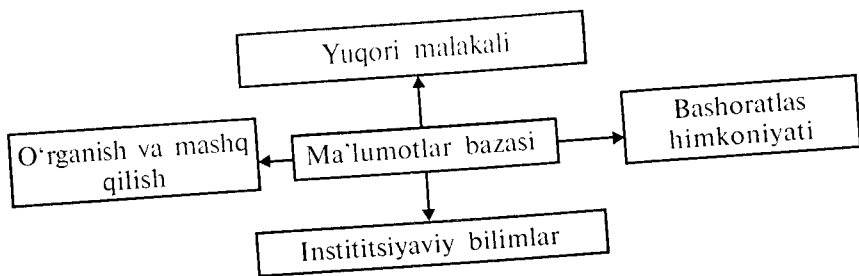 Yuqori malakali
O‘rganish va mashq
qilish
Ma’lumotlar bazasi
Bashoratlas
himkoniyati
Instititsiyaviy bilimlar